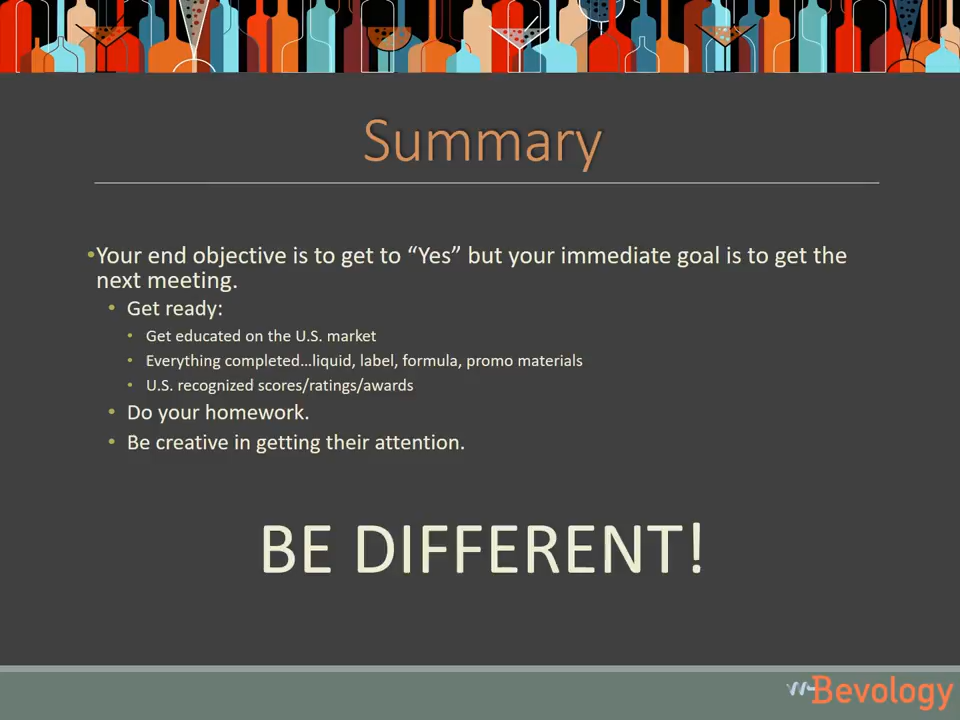 Summary
•Your end objective is to get to “Yes” but your immediate goal is to get the
next meeting.
• Get ready:
• Get educated on the U.S. market
• Everything completed…liquid, label, formula, promo materials
• U.S. recognized scores/ratings/awards
• Do your homework.
• Be creative in getting their attention.
BE DIFFERENT!
Bevology